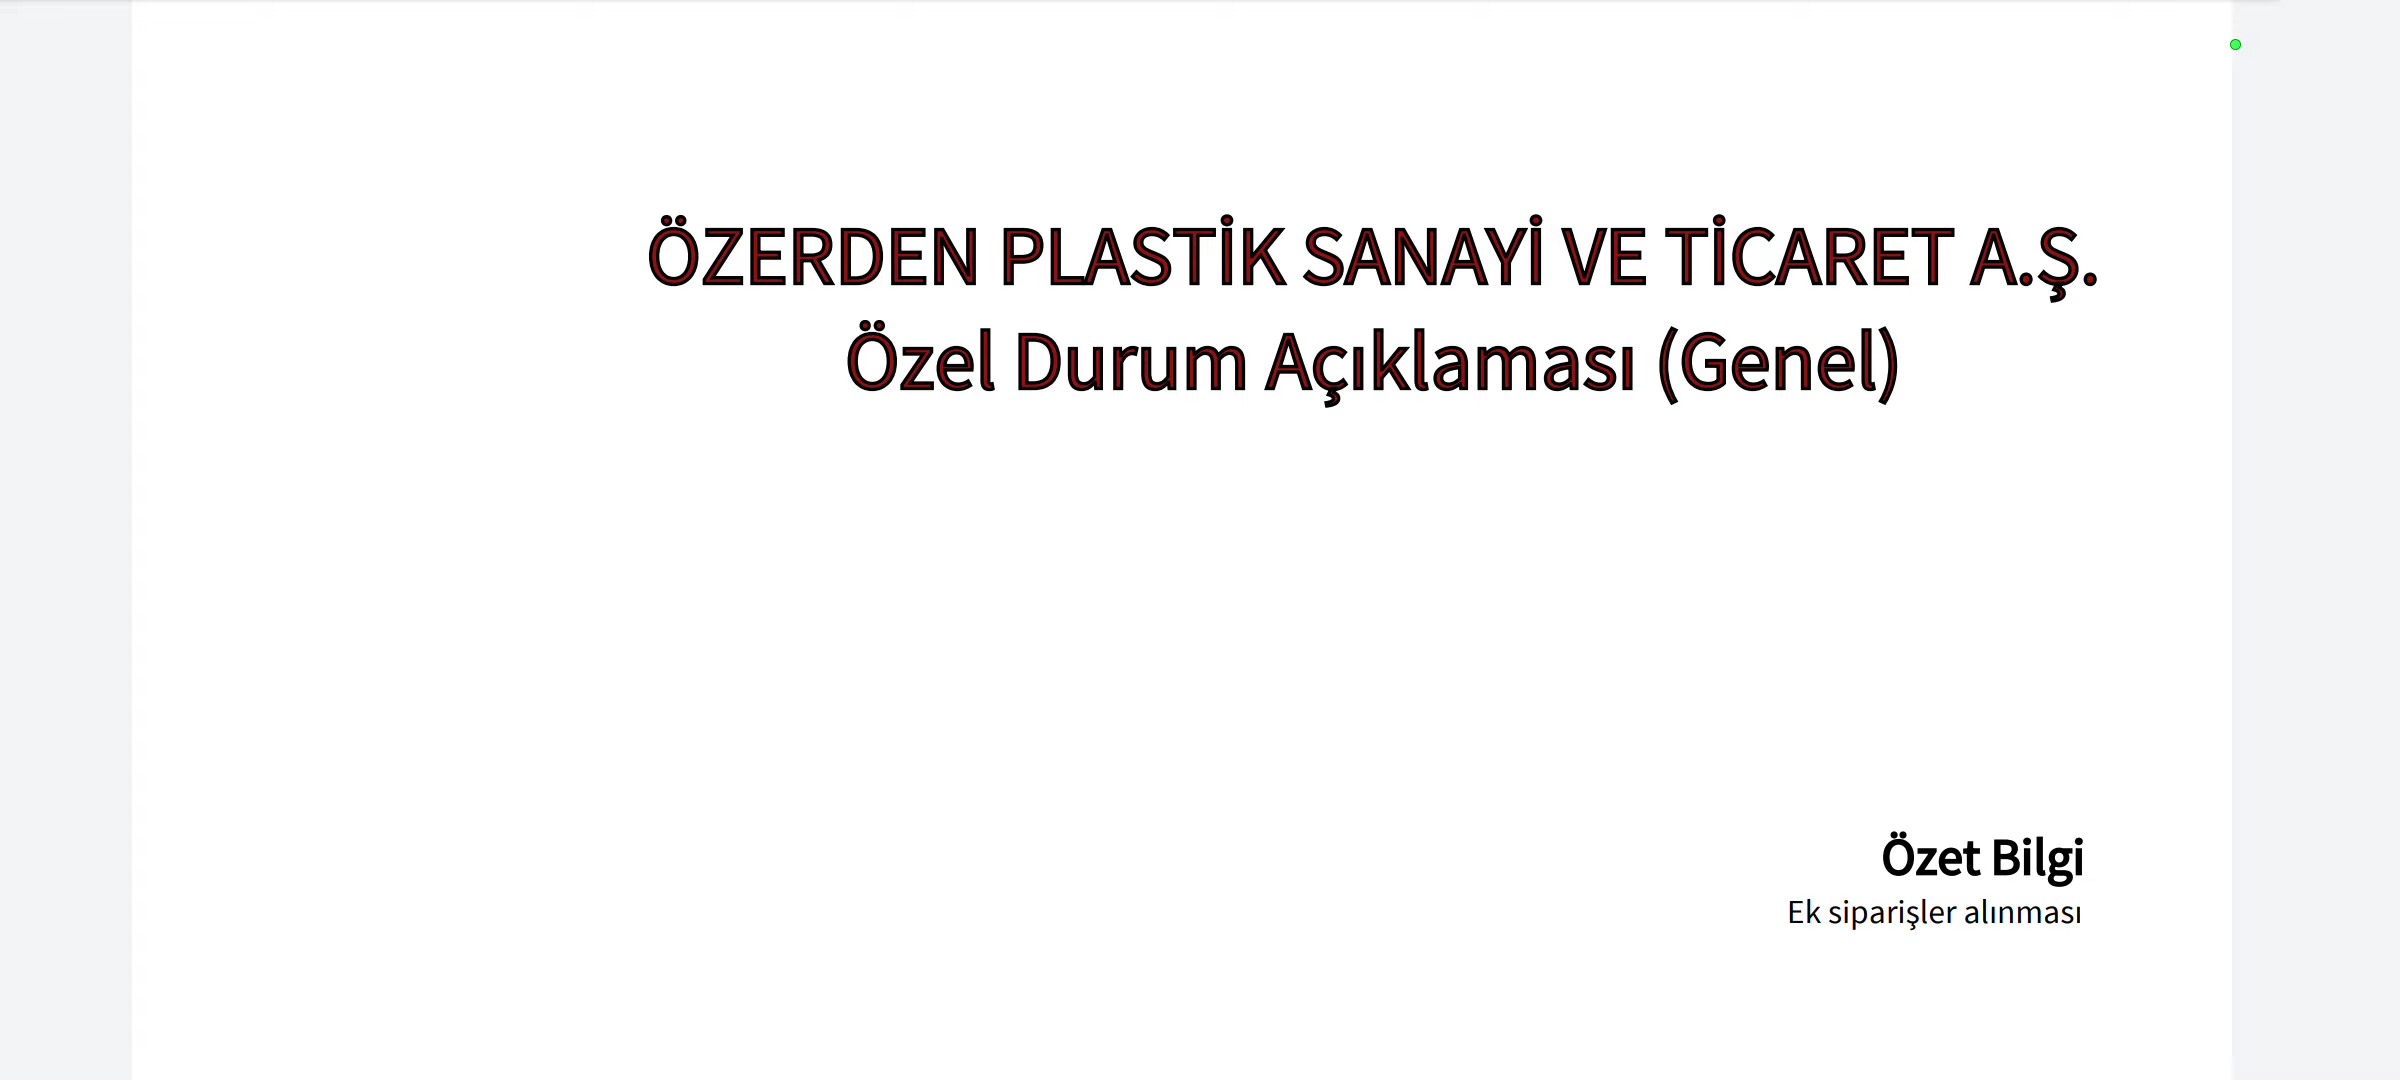 ÖZERDEN PLASTİK SANAYİ VE TİCARET A.Ş.
Özel Durum Açıklaması (Genel)
Özet Bilgi
Ek siparişler alınması